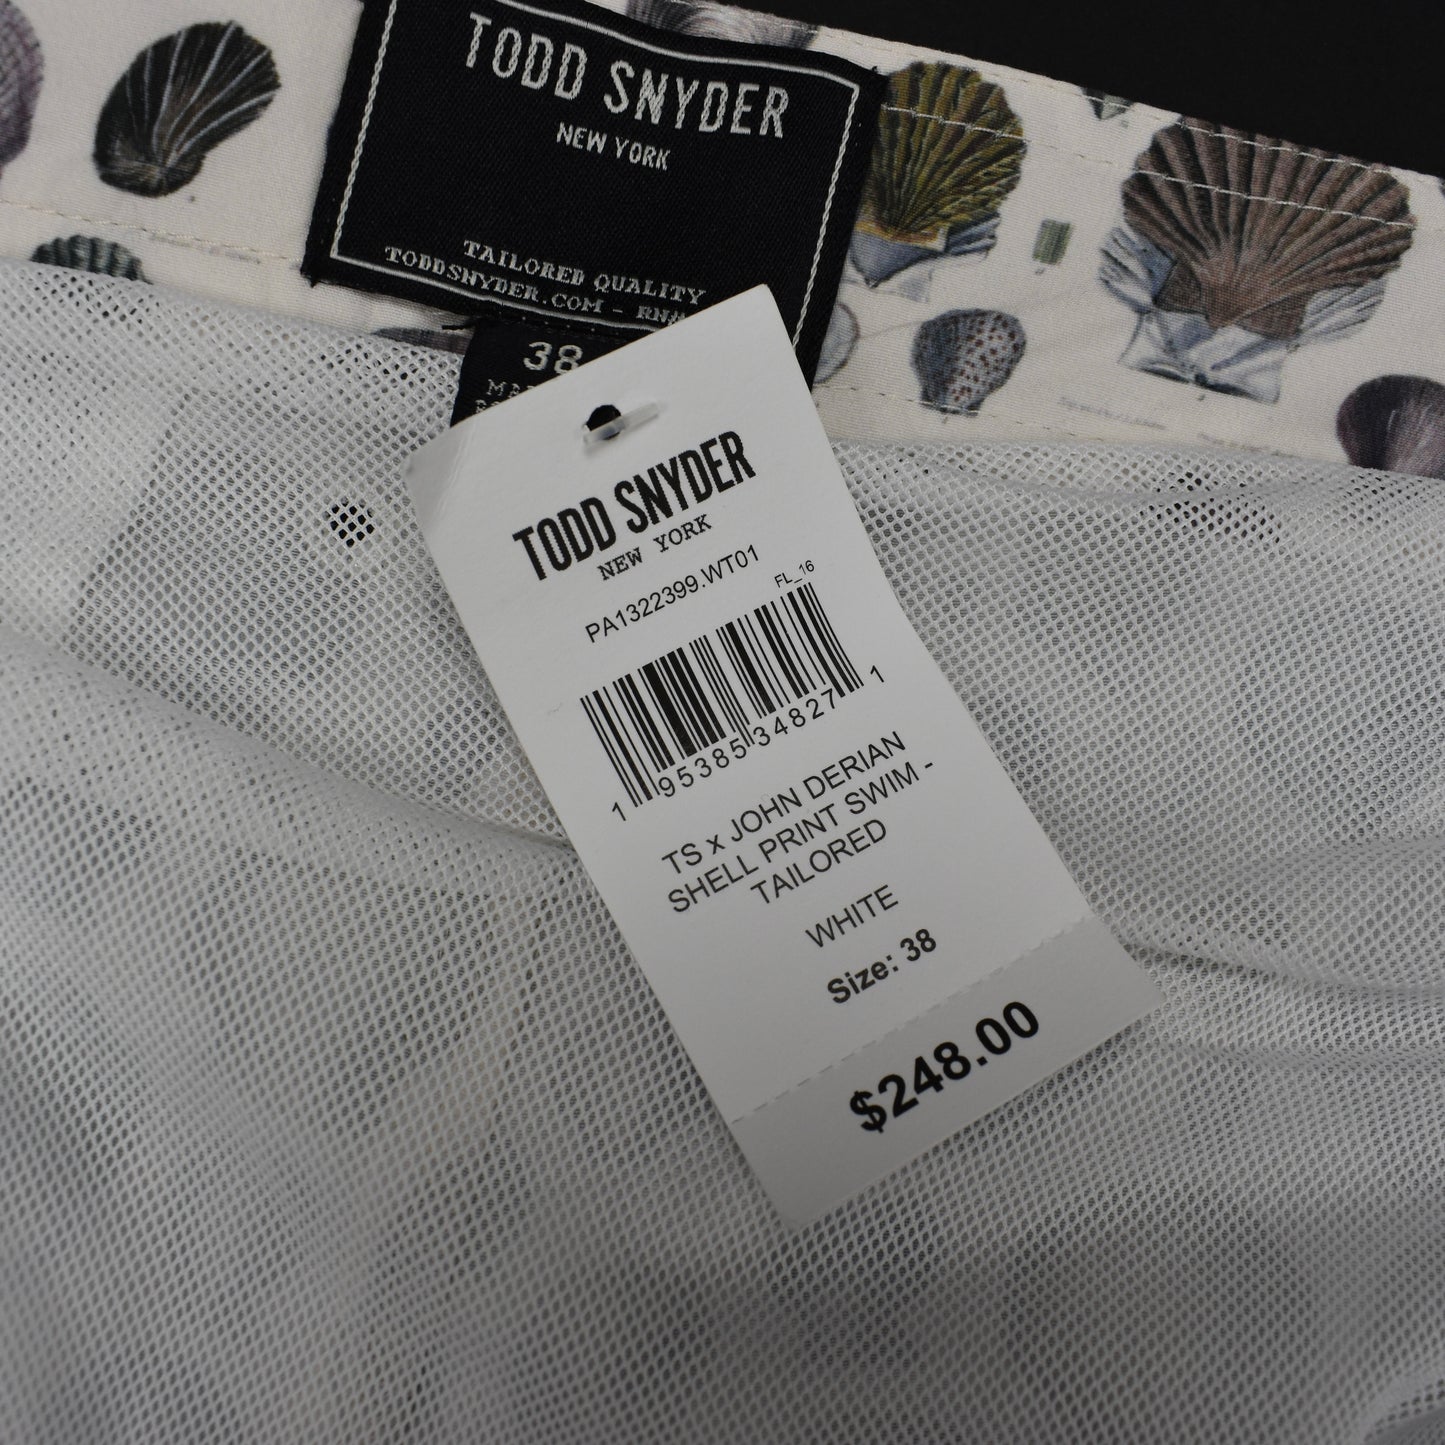 TODD SNYDER
NEW YORK
TAILORED QUALITY
TODDSNYDER.COM - RN#
38
TODD SNYDER
NEW YORK
PA1322399.WT01
FL_16
1 95385 34827 1
TS x JOHN DERIAN
SHELL PRINT SWIM -
TAILORED
WHITE
Size: 38
$248.00